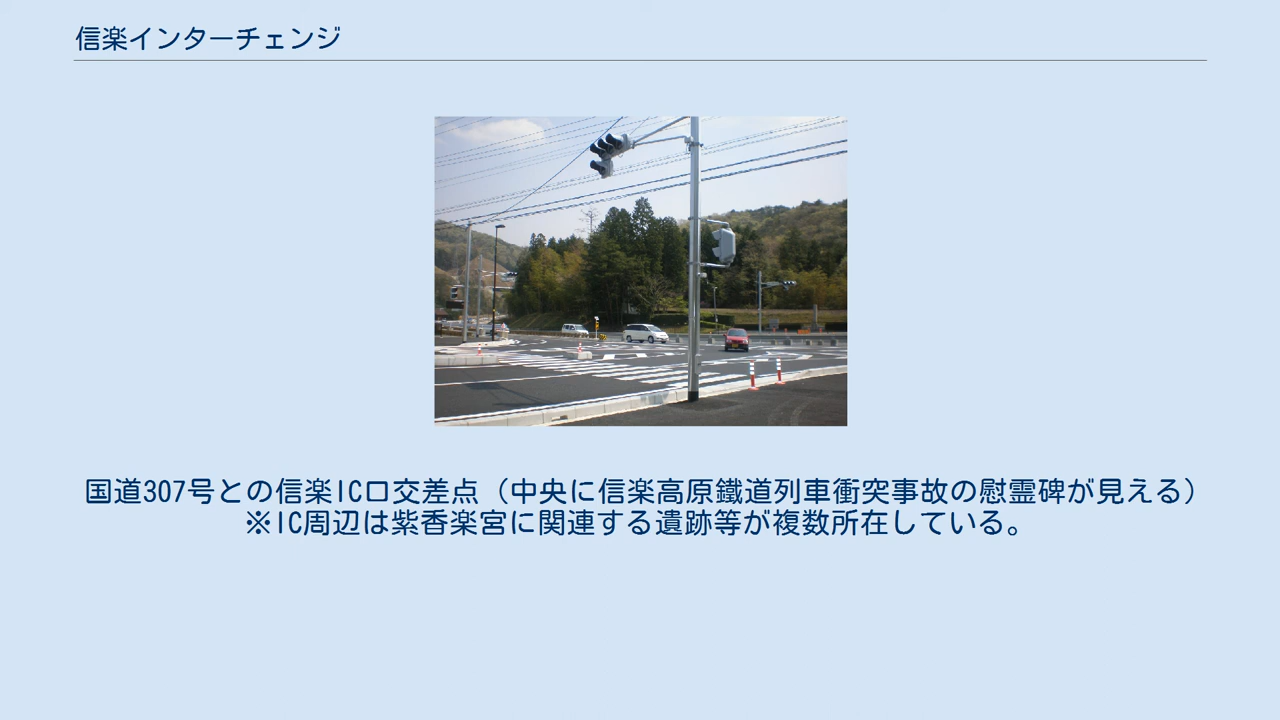 信楽インターチェンジ
国道307号との信楽IC口交差点（中央に信楽高原鐵道列車衝突事故の慰霊碑が見える）
※IC周辺は紫香楽宮に関連する遺跡等が複数所在している。